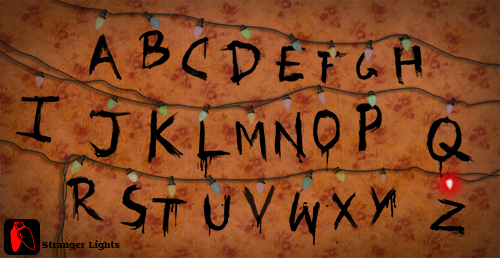 A B C D E F G H
I J K L M N O P Q
R S T U V W X Y Z
Stranger Lights